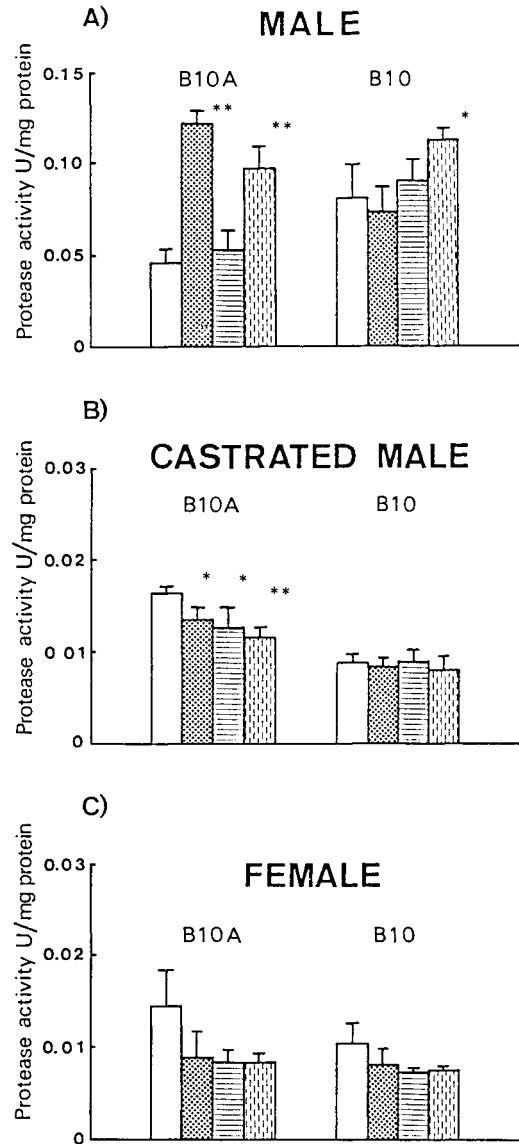 A)
MALE
Protease activity U/mg protein
0.15
0.10
0.05
0
B10A
B10
**
**
*
B)
CASTRATED MALE
Protease activity U/mg protein
0.03
0.02
0 01
0
B10A
B10
*
*
**
C)
FEMALE
Protease activity U/mg protein
0.03
0.02
0.01
0
B10A
B10